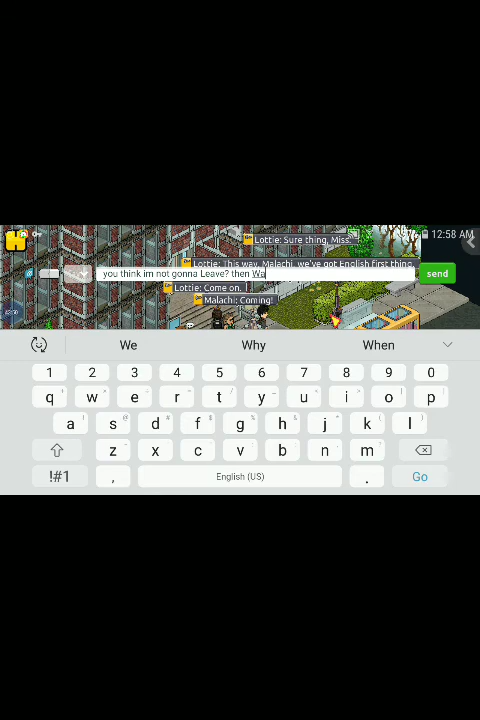 Lottie: Sure thing, Miss.
12:58 AM
Lottie: This way, Malachi, we've got English first thing.
you think im not gonna Leave? then Wa
send
Lottie: Come on.
Malachi: Coming!
We Why When
1 2 3 4 5 6 7 8 9 0
q w e r t y u i o p
a s d f g h j k l
z x c v b n m
!#1 , English (US) . Go